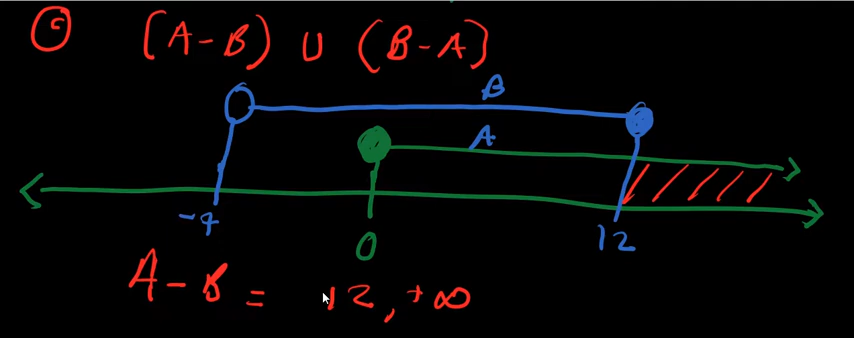 c (A-B) ∪ (B-A)
B
A
-4
0
12
A-B = 12, +∞